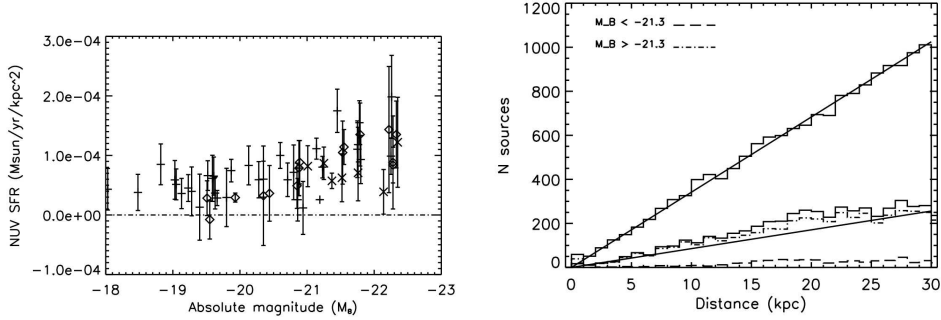 3.0e-04
2.0e-04
1.0e-04
0.0e+00
-1.0e-04
NUV SFR (Msun/yr/kpc^2)
-18 -19 -20 -21 -22 -23
Absolute magnitude (M_B)
1200
1000
800
600
400
200
0
N sources
M_B < -21.3
M_B > -21.3
0 5 10 15 20 25 30
Distance (kpc)